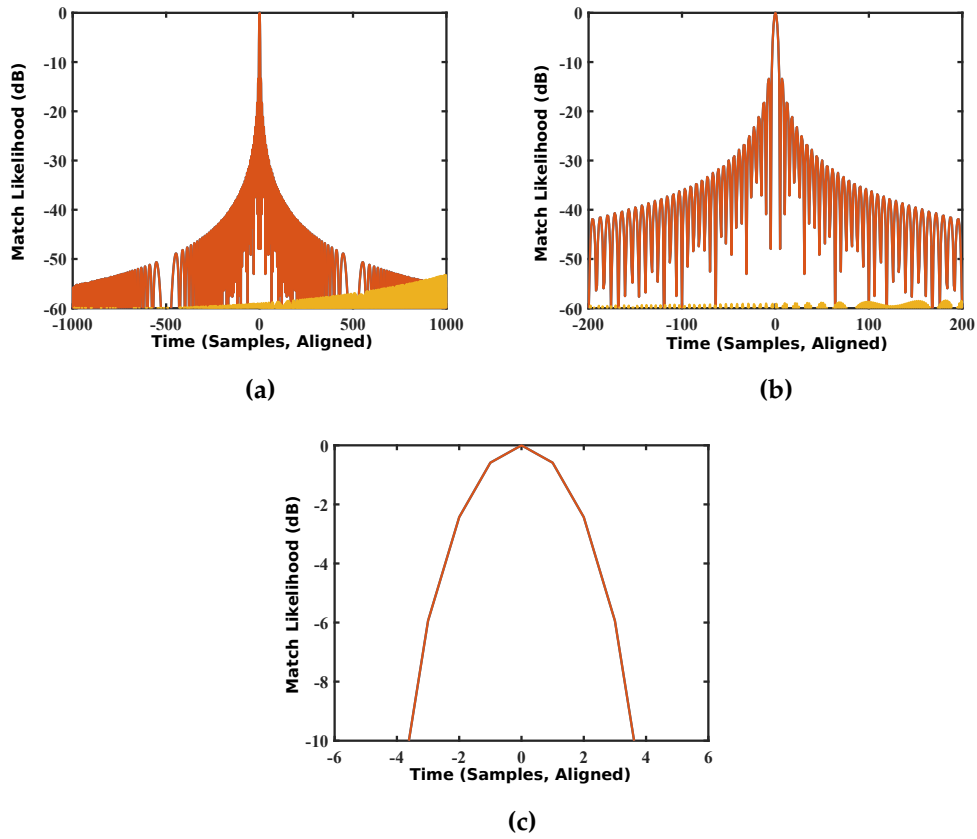 0
-10
-20
-30
-40
-50
-60
-1000 -500 0 500 1000
Match Likelihood (dB)
Time (Samples, Aligned)
(a)
0
-10
-20
-30
-40
-50
-60
-200 -100 0 100 200
Match Likelihood (dB)
Time (Samples, Aligned)
(b)
0
-2
-4
-6
-8
-10
-6 -4 -2 0 2 4 6
Match Likelihood (dB)
Time (Samples, Aligned)
(c)